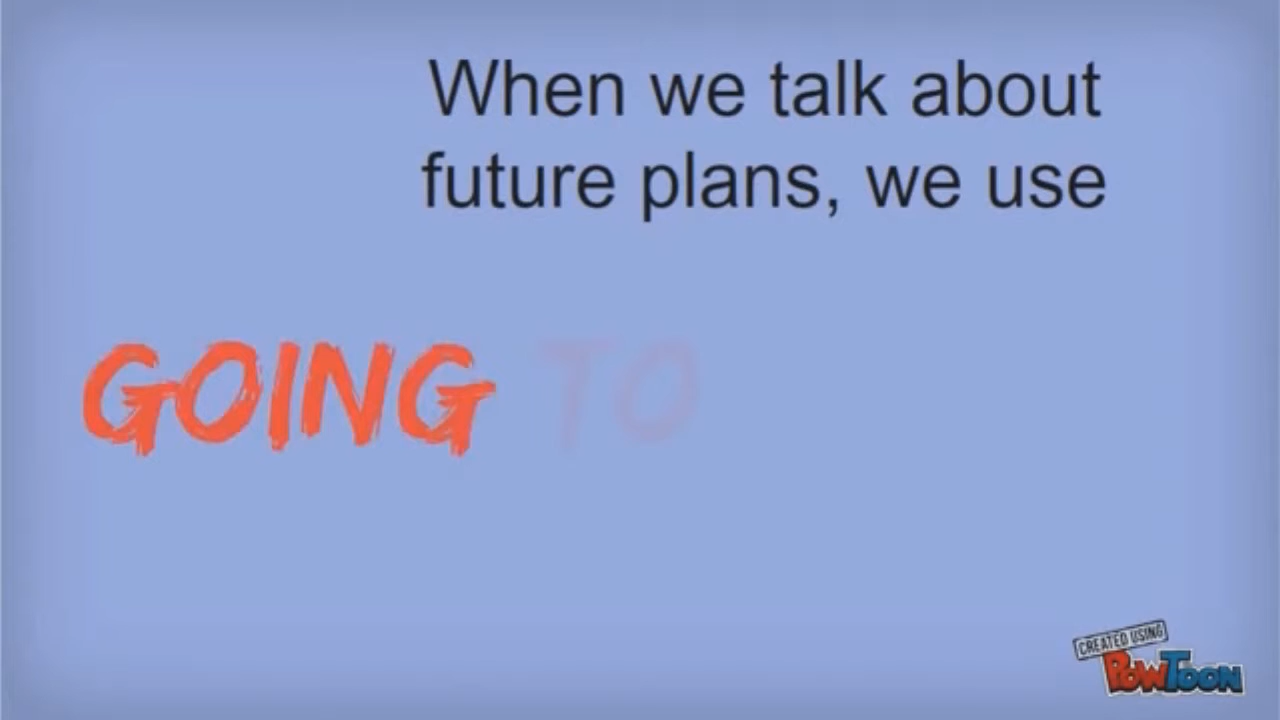 When we talk about
future plans, we use
GOING TO
CREATED USING
POWTOON